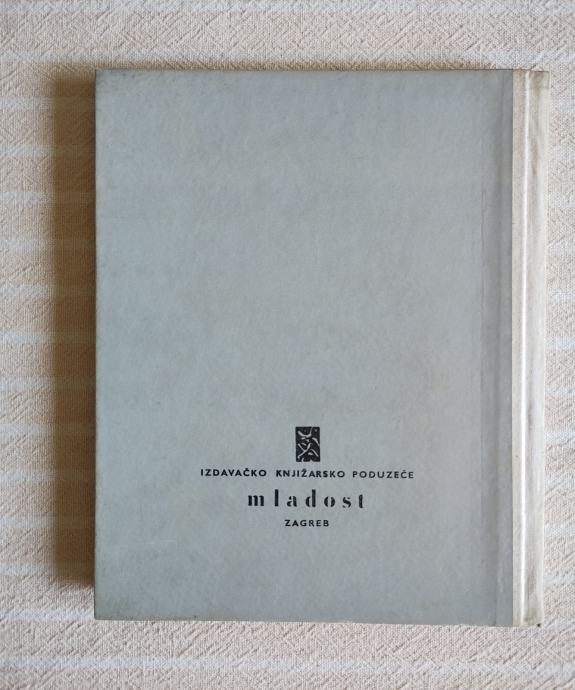 IZDAVAČKO KNJIŽARSKO PODUZEĆE
mladost
ZAGREB